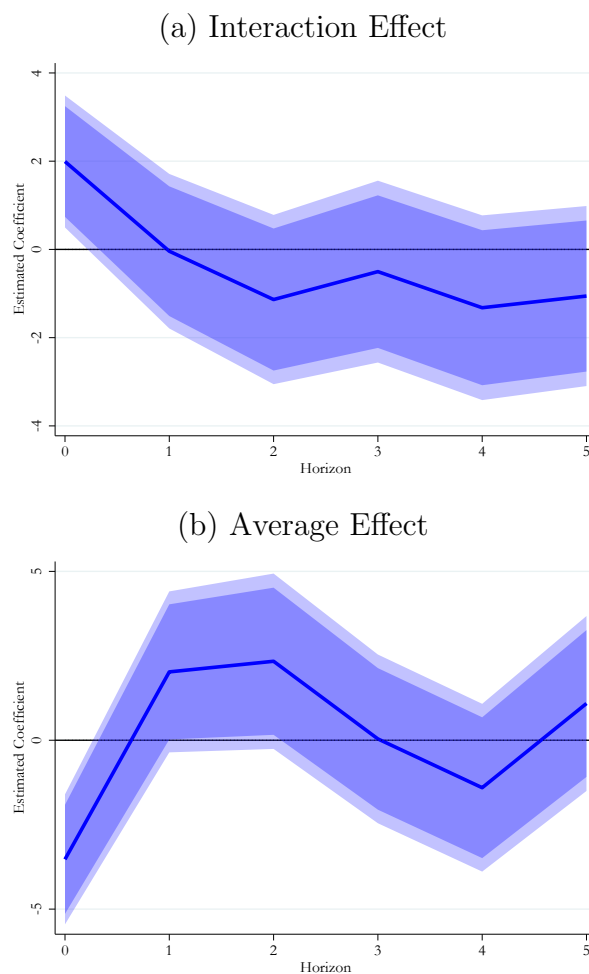 (a) Interaction Effect
4
2
0
-2
-4
Estimated Coefficient
0 1 2 3 4 5
Horizon
(b) Average Effect
5
0
-5
Estimated Coefficient
0 1 2 3 4 5
Horizon